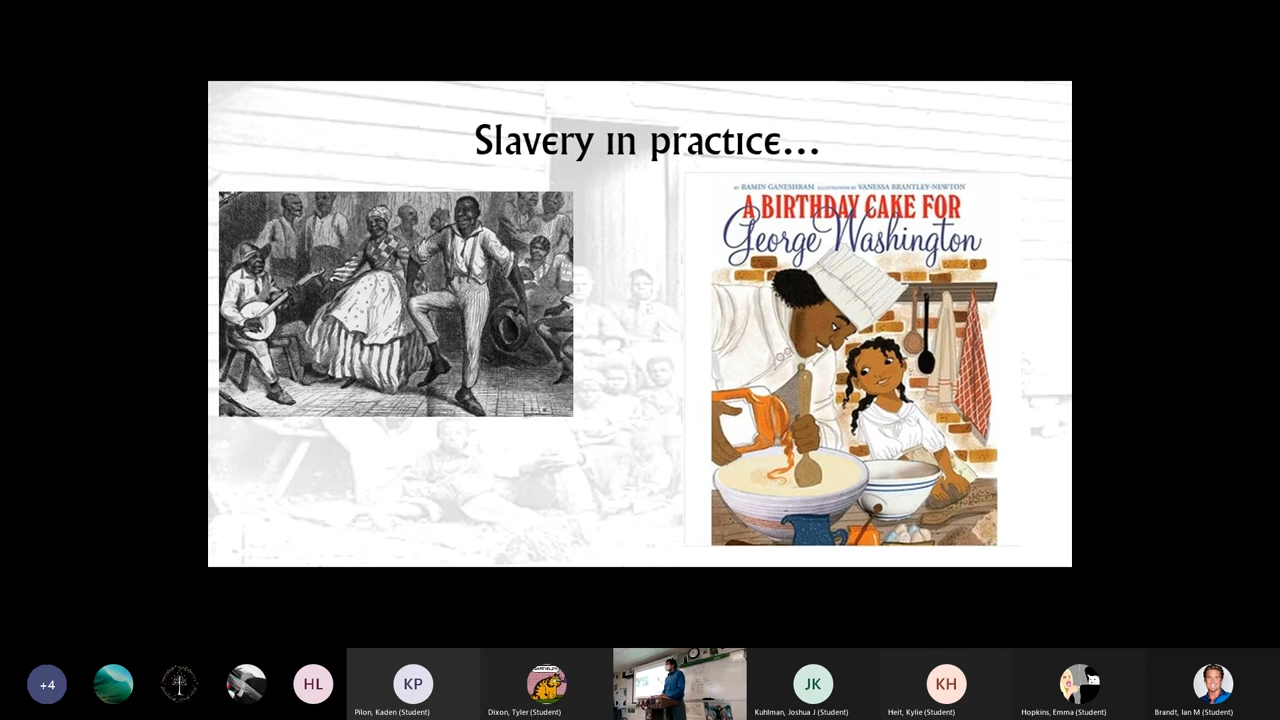 Slavery in practice...
BY RAMIN GANESHRAM ILLUSTRATIONS BY VANESSA BRANTLEY-NEWTON
A BIRTHDAY CAKE FOR
George Washington
+4
HL
KP
JK
KH
Pilon, Kaden (Student)
Dixon, Tyler (Student)
Kuhlman, Joshua J (Student)
Heit, Kylie (Student)
Hopkins, Emma (Student)
Brandt, Ian M (Student)